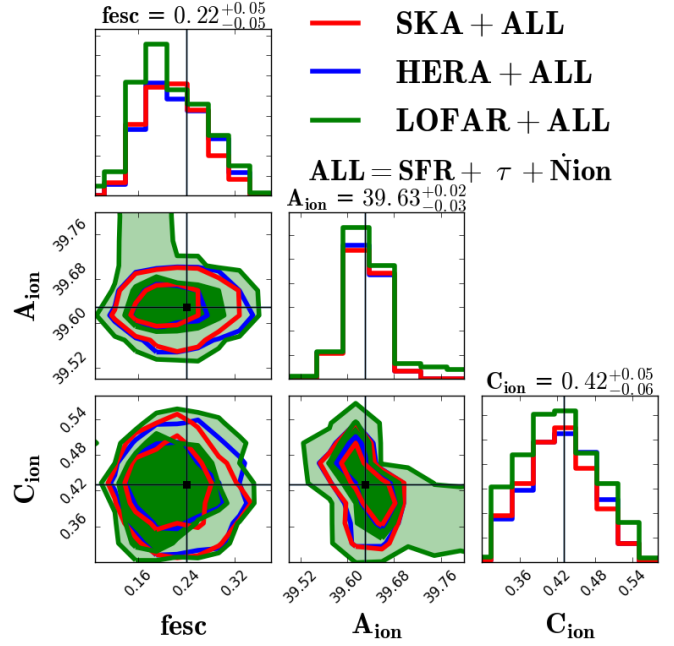 fesc = 0.22+0.05−0.05
SKA + ALL
HERA + ALL
LOFAR + ALL
ALL = SFR + τ + Ṅion
A_ion = 39.63+0.02−0.03
39.76
39.68
39.60
39.52
A_ion
C_ion = 0.42+0.05−0.06
0.54
0.48
0.42
0.36
C_ion
0.16 0.24 0.32 39.52 39.60 39.68 39.76 0.36 0.42 0.48 0.54
fesc A_ion C_ion